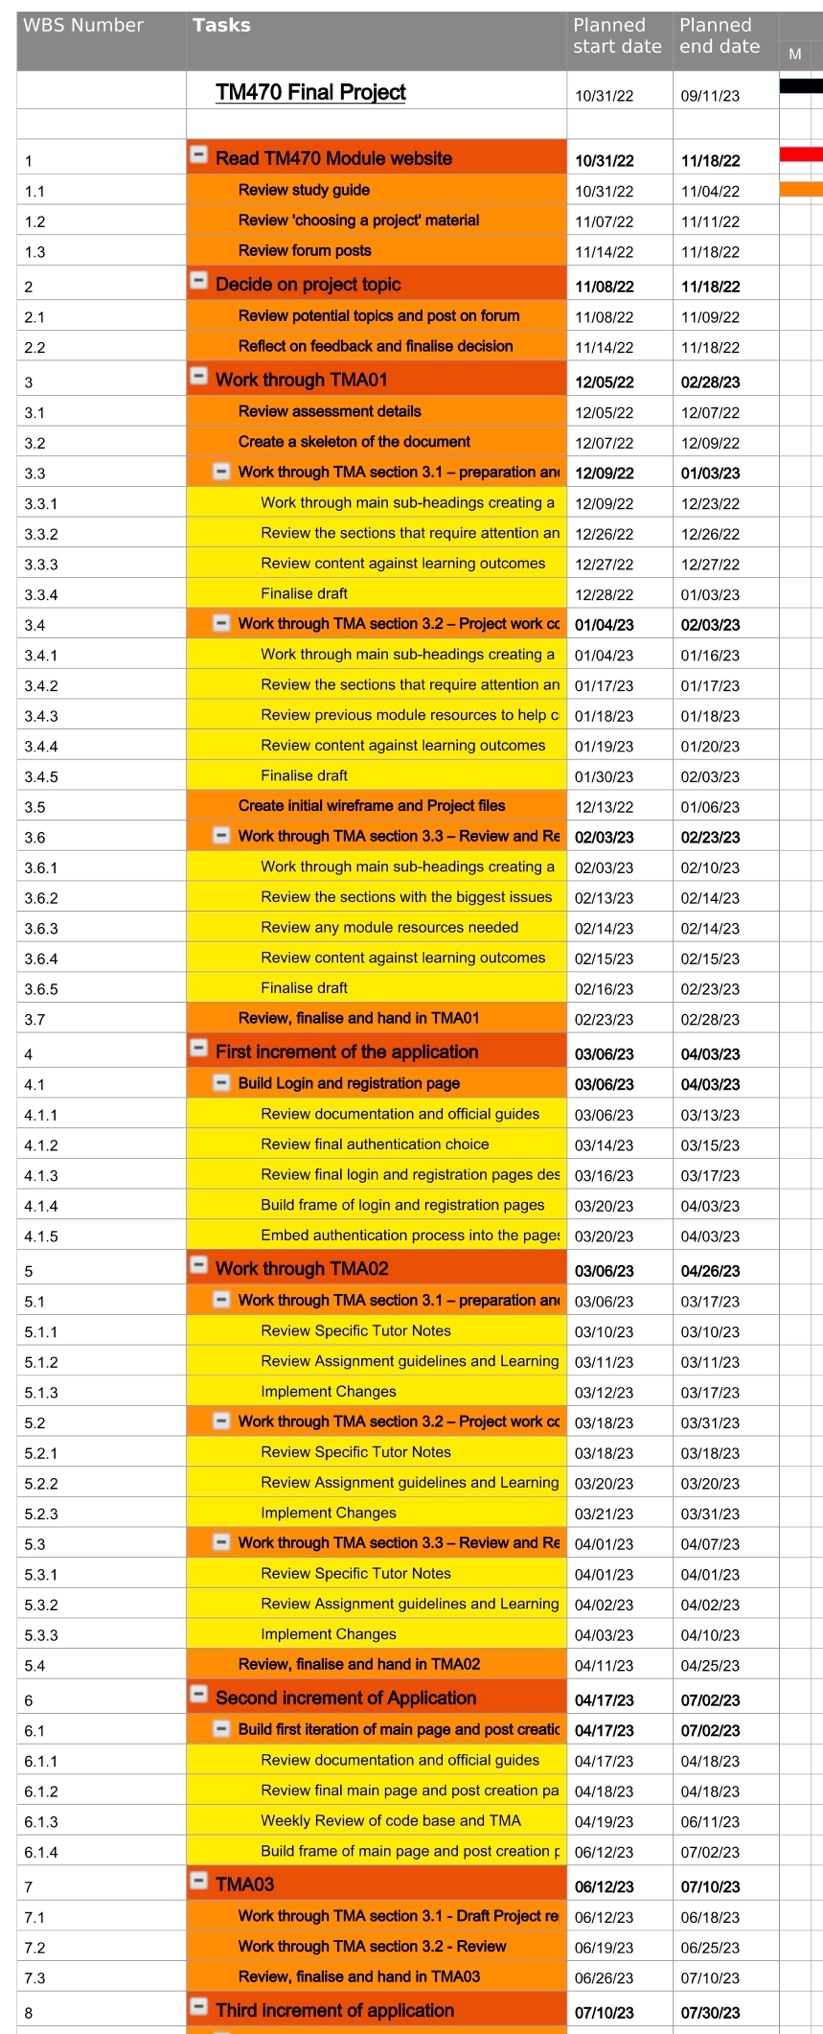 WBS Number Tasks Planned start date Planned end date
M
TM470 Final Project 10/31/22 09/11/23
1 Read TM470 Module website 10/31/22 11/18/22
1.1 Review study guide 10/31/22 11/04/22
1.2 Review 'choosing a project' material 11/07/22 11/11/22
1.3 Review forum posts 11/14/22 11/18/22
2 Decide on project topic 11/08/22 11/18/22
2.1 Review potential topics and post on forum 11/08/22 11/09/22
2.2 Reflect on feedback and finalise decision 11/14/22 11/18/22
3 Work through TMA01 12/05/22 02/28/23
3.1 Review assessment details 12/05/22 12/07/22
3.2 Create a skeleton of the document 12/07/22 12/09/22
3.3 Work through TMA section 3.1 – preparation and 12/09/22 01/03/23
3.3.1 Work through main sub-headings creating a 12/09/22 12/23/22
3.3.2 Review the sections that require attention an 12/26/22 12/26/22
3.3.3 Review content against learning outcomes 12/27/22 12/27/22
3.3.4 Finalise draft 12/28/22 01/03/23
3.4 Work through TMA section 3.2 – Project work co 01/04/23 02/03/23
3.4.1 Work through main sub-headings creating a 01/04/23 01/16/23
3.4.2 Review the sections that require attention an 01/17/23 01/17/23
3.4.3 Review previous module resources to help c 01/18/23 01/18/23
3.4.4 Review content against learning outcomes 01/19/23 01/20/23
3.4.5 Finalise draft 01/30/23 02/03/23
3.5 Create initial wireframe and Project files 12/13/22 01/06/23
3.6 Work through TMA section 3.3 – Review and Re 02/03/23 02/23/23
3.6.1 Work through main sub-headings creating a 02/03/23 02/10/23
3.6.2 Review the sections with the biggest issues 02/13/23 02/14/23
3.6.3 Review any module resources needed 02/14/23 02/14/23
3.6.4 Review content against learning outcomes 02/15/23 02/15/23
3.6.5 Finalise draft 02/16/23 02/23/23
3.7 Review, finalise and hand in TMA01 02/23/23 02/28/23
4 First increment of the application 03/06/23 04/03/23
4.1 Build Login and registration page 03/06/23 04/03/23
4.1.1 Review documentation and official guides 03/06/23 03/13/23
4.1.2 Review final authentication choice 03/14/23 03/15/23
4.1.3 Review final login and registration pages des 03/16/23 03/17/23
4.1.4 Build frame of login and registration pages 03/20/23 04/03/23
4.1.5 Embed authentication process into the pages 03/20/23 04/03/23
5 Work through TMA02 03/06/23 04/26/23
5.1 Work through TMA section 3.1 – preparation and 03/06/23 03/17/23
5.1.1 Review Specific Tutor Notes 03/10/23 03/10/23
5.1.2 Review Assignment guidelines and Learning 03/11/23 03/11/23
5.1.3 Implement Changes 03/12/23 03/17/23
5.2 Work through TMA section 3.2 – Project work co 03/18/23 03/31/23
5.2.1 Review Specific Tutor Notes 03/18/23 03/18/23
5.2.2 Review Assignment guidelines and Learning 03/20/23 03/20/23
5.2.3 Implement Changes 03/21/23 03/31/23
5.3 Work through TMA section 3.3 – Review and Re 04/01/23 04/07/23
5.3.1 Review Specific Tutor Notes 04/01/23 04/01/23
5.3.2 Review Assignment guidelines and Learning 04/02/23 04/02/23
5.3.3 Implement Changes 04/03/23 04/10/23
5.4 Review, finalise and hand in TMA02 04/11/23 04/25/23
6 Second increment of Application 04/17/23 07/02/23
6.1 Build first iteration of main page and post creatic 04/17/23 07/02/23
6.1.1 Review documentation and official guides 04/17/23 04/18/23
6.1.2 Review final main page and post creation pa 04/18/23 04/18/23
6.1.3 Weekly Review of code base and TMA 04/19/23 06/11/23
6.1.4 Build frame of main page and post creation p 06/12/23 07/02/23
7 TMA03 06/12/23 07/10/23
7.1 Work through TMA section 3.1 - Draft Project re 06/12/23 06/18/23
7.2 Work through TMA section 3.2 - Review 06/19/23 06/25/23
7.3 Review, finalise and hand in TMA03 06/26/23 07/10/23
8 Third increment of application 07/10/23 07/30/23